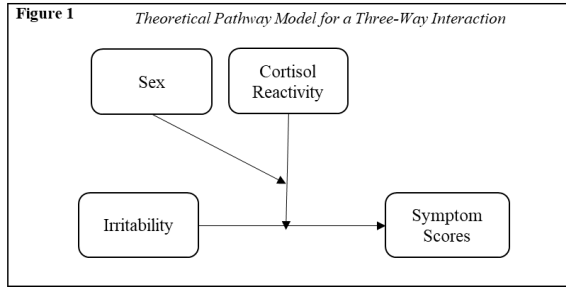 Figure 1
Theoretical Pathway Model for a Three-Way Interaction
Sex
Cortisol
Reactivity
Irritability
Symptom
Scores